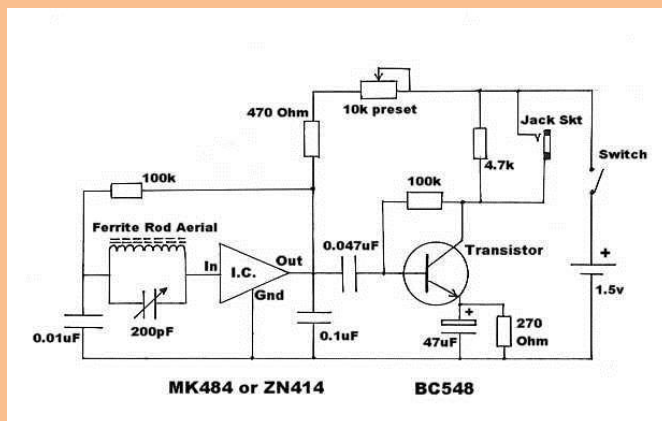 470 Ohm
10k preset
Jack Skt
4.7k
Switch
100k
100k
Ferrite Rod Aerial
In
I.C.
Out
Gnd
0.047uF
Transistor
+
1.5v
200pF
0.01uF
0.1uF
+
47uF
270
Ohm
MK484 or ZN414
BC548